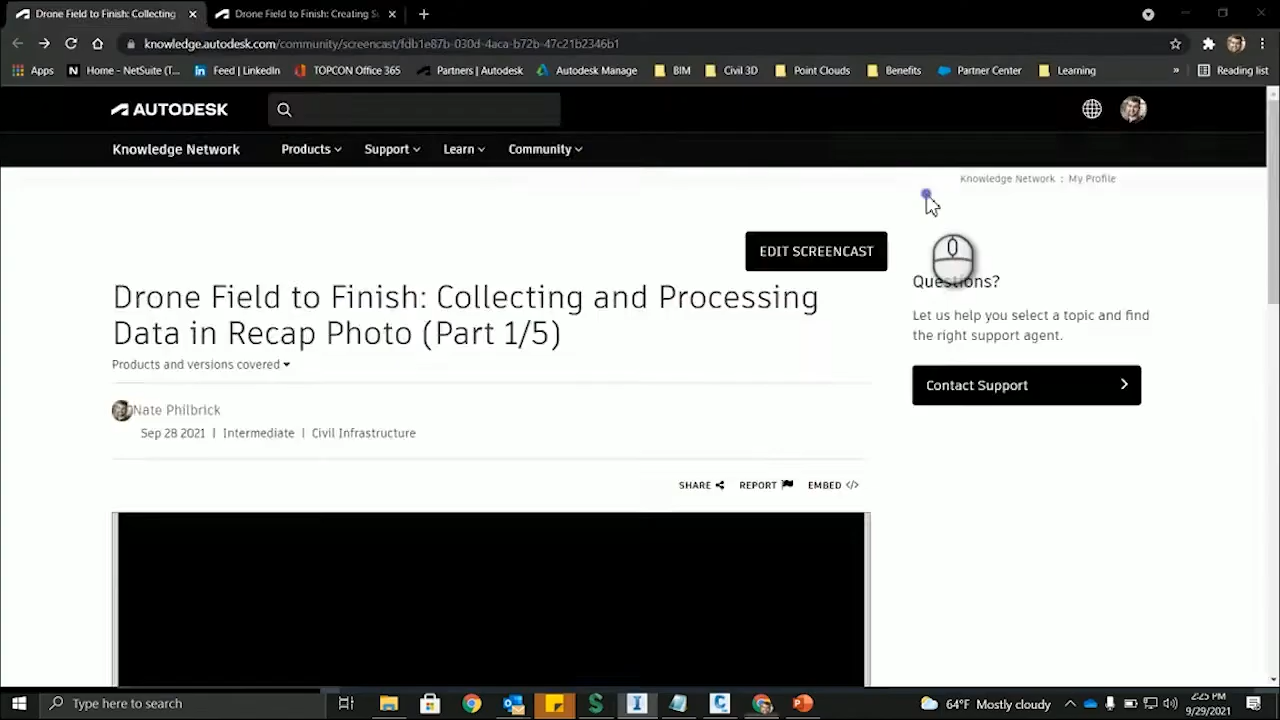 Drone Field to Finish: Collecting
Drone Field to Finish: Creating Su
knowledge.autodesk.com/community/screencast/fdb1e87b-030d-4aca-b72b-47c21b2346b1
Apps
Home - NetSuite (T...
Feed | LinkedIn
TOPCON Office 365
Partners | Autodesk
Autodesk Manage
BIM
Civil 3D
Point Clouds
Benefits
Partner Center
Learning
»
Reading list
AUTODESK
Knowledge Network
Products
Support
Learn
Community
Knowledge Network : My Profile
EDIT SCREENCAST
Questions?
Drone Field to Finish: Collecting and Processing
Data in Recap Photo (Part 1/5)
Let us help you select a topic and find
the right support agent.
Products and versions covered
Contact Support
Nate Philbrick
Sep 28 2021 | Intermediate | Civil Infrastructure
SHARE
REPORT
EMBED
Type here to search
64°F Mostly cloudy
2:25 PM
9/29/2021